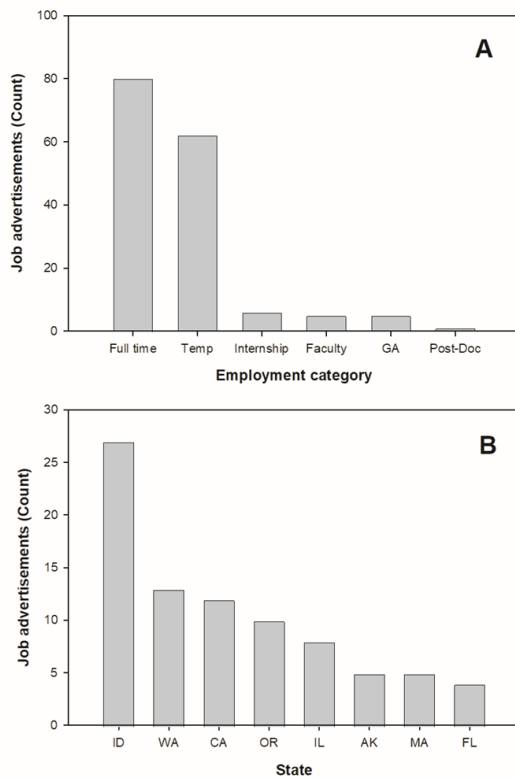 100
A
80
60
40
20
0
Job advertisements (Count)
Full time Temp Internship Faculty GA Post-Doc
Employment category
30
B
25
20
15
10
5
0
Job advertisements (Count)
ID WA CA OR IL AK MA FL
State